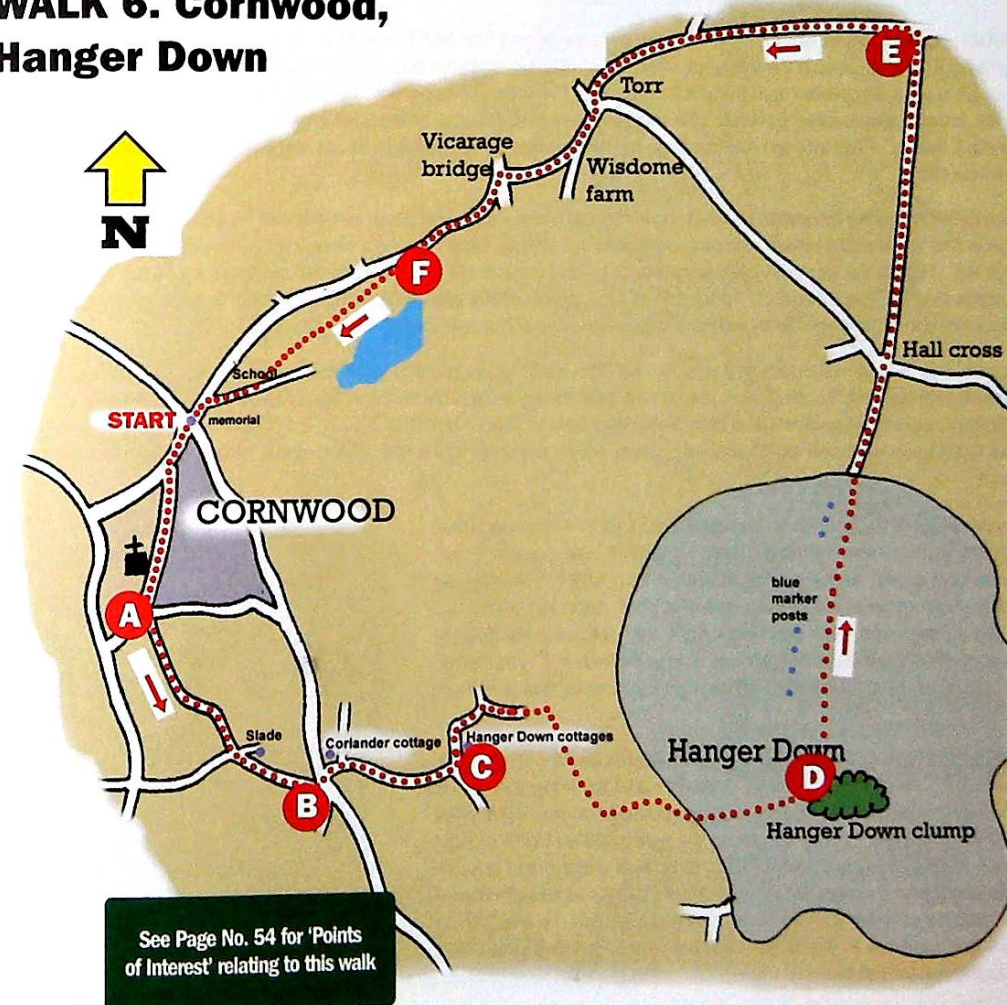 WALK 6. Cornwood,
Hanger Down
N
E
Torr
Vicarage
bridge
Wisdome
farm
F
Hall cross
School
START
memorial
CORNWOOD
A
blue
marker
posts
Slade
Coriander cottage
Hanger Down cottages
Hanger Down
B
C
D
Hanger Down clump
See Page No. 54 for 'Points
of Interest' relating to this walk